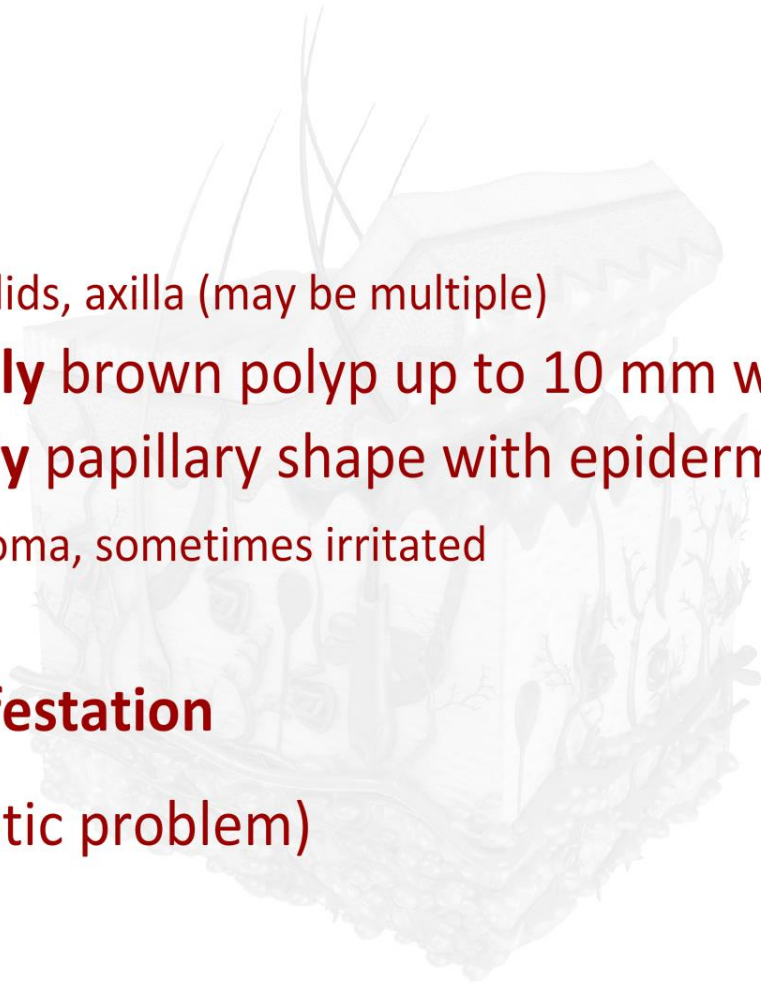 lids, axilla (may be multiple)
ly brown polyp up to 10 mm w
y papillary shape with epiderm
oma, sometimes irritated
festation
tic problem)